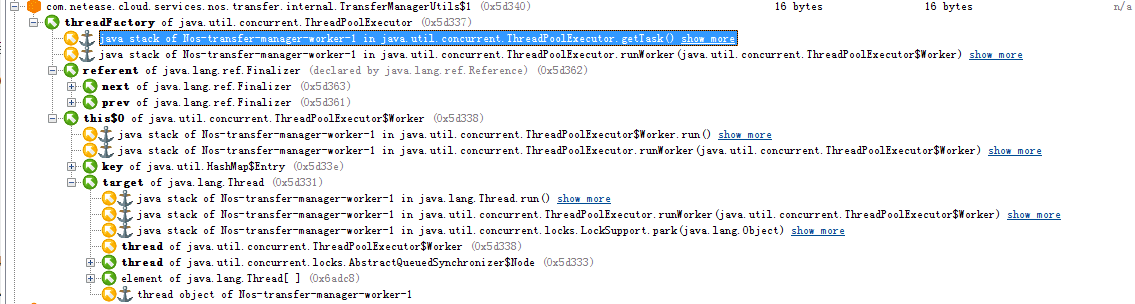 com.netease.cloud.services.nos.transfer.internal.TransferManagerUtils$1 (0x5d340) 16 bytes 16 bytes n/a
threadFactory of java.util.concurrent.ThreadPoolExecutor (0x5d337)
java stack of Nos-transfer-manager-worker-1 in java.util.concurrent.ThreadPoolExecutor.getTask() show more
java stack of Nos-transfer-manager-worker-1 in java.util.concurrent.ThreadPoolExecutor.runWorker(java.util.concurrent.ThreadPoolExecutor$Worker) show more
referent of java.lang.ref.Finalizer (declared by java.lang.ref.Reference) (0x5d362)
next of java.lang.ref.Finalizer (0x5d363)
prev of java.lang.ref.Finalizer (0x5d361)
this$0 of java.util.concurrent.ThreadPoolExecutor$Worker (0x5d338)
java stack of Nos-transfer-manager-worker-1 in java.util.concurrent.ThreadPoolExecutor$Worker.run() show more
java stack of Nos-transfer-manager-worker-1 in java.util.concurrent.ThreadPoolExecutor.runWorker(java.util.concurrent.ThreadPoolExecutor$Worker) show more
key of java.util.HashMap$Entry (0x5d33e)
target of java.lang.Thread (0x5d331)
java stack of Nos-transfer-manager-worker-1 in java.lang.Thread.run() show more
java stack of Nos-transfer-manager-worker-1 in java.util.concurrent.ThreadPoolExecutor.runWorker(java.util.concurrent.ThreadPoolExecutor$Worker) show more
java stack of Nos-transfer-manager-worker-1 in java.util.concurrent.locks.LockSupport.park(java.lang.Object) show more
thread of java.util.concurrent.ThreadPoolExecutor$Worker (0x5d338)
thread of java.util.concurrent.locks.AbstractQueuedSynchronizer$Node (0x5d333)
element of java.lang.Thread[ ] (0x6adc8)
thread object of Nos-transfer-manager-worker-1